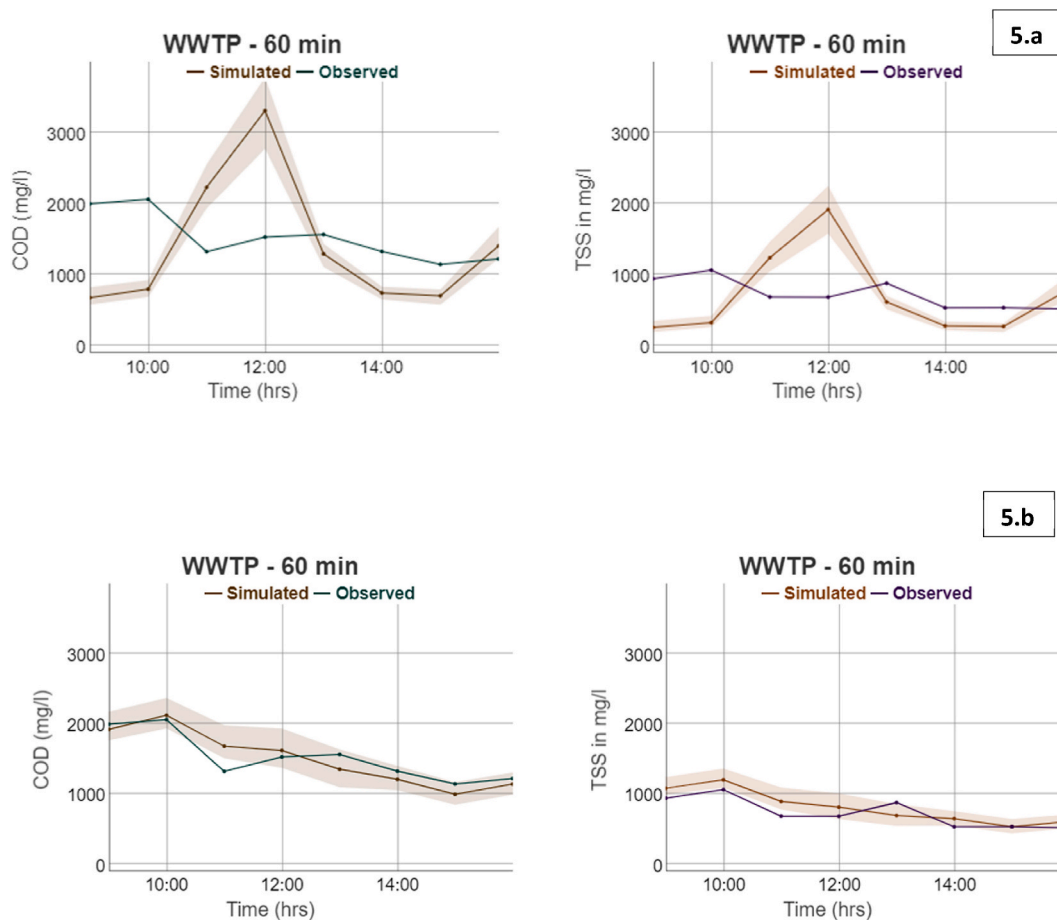 5.a
WWTP - 60 min
Simulated Observed
COD (mg/l)
3000
2000
1000
0
10:00 12:00 14:00
Time (hrs)
WWTP - 60 min
Simulated Observed
TSS in mg/l
3000
2000
1000
0
10:00 12:00 14:00
Time (hrs)
5.b
WWTP - 60 min
Simulated Observed
COD (mg/l)
3000
2000
1000
0
10:00 12:00 14:00
Time (hrs)
WWTP - 60 min
Simulated Observed
TSS in mg/l
3000
2000
1000
0
10:00 12:00 14:00
Time (hrs)